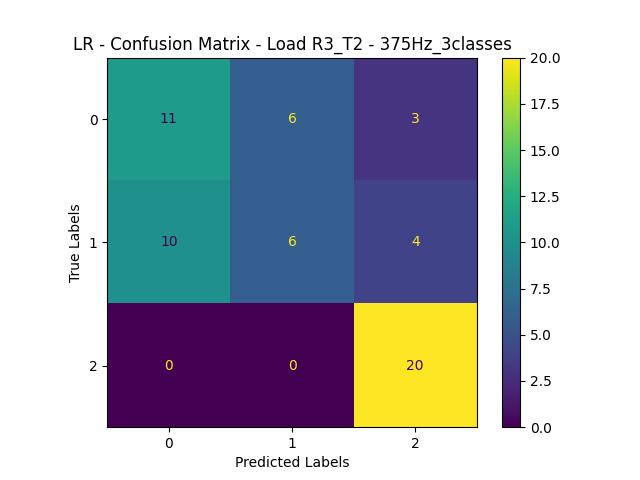 LR - Confusion Matrix - Load R3_T2 - 375Hz_3classes
True Labels
0
1
2
11 6 3
10 6 4
0 0 20
0 1 2
Predicted Labels
20.0
17.5
15.0
12.5
10.0
7.5
5.0
2.5
0.0